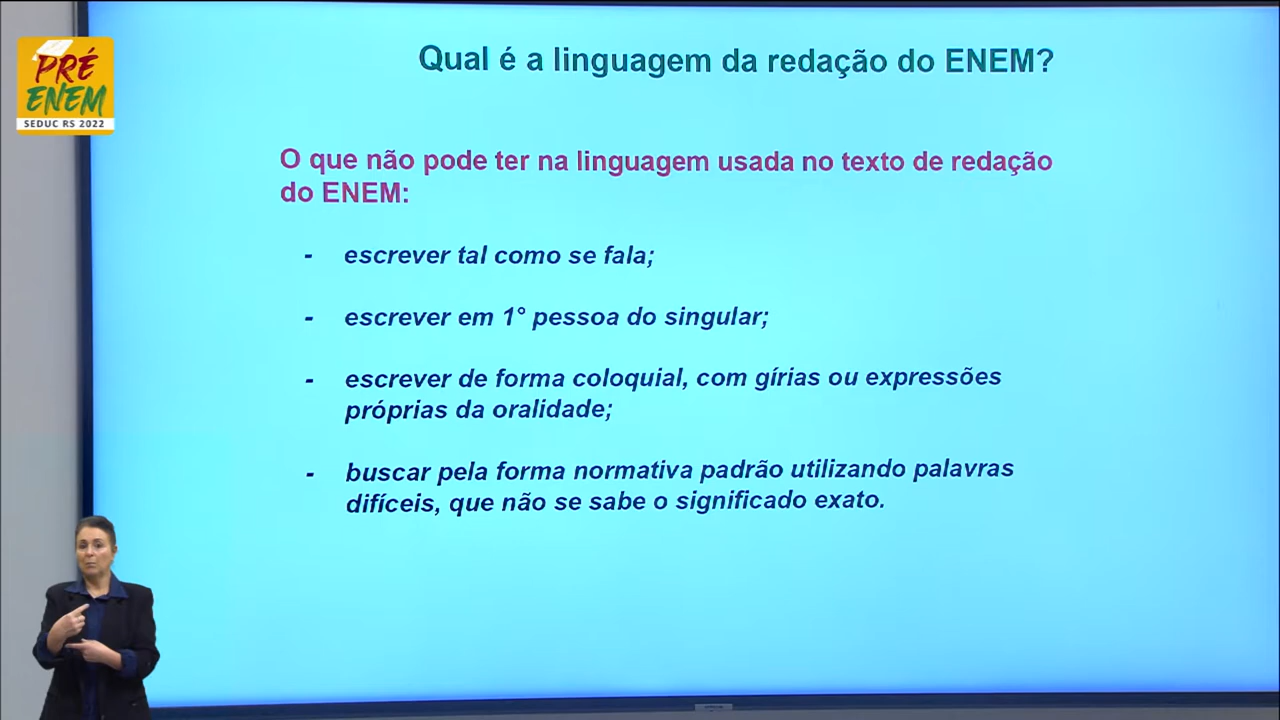 PRÉ
ENEM
SEDUC RS 2022
Qual é a linguagem da redação do ENEM?
O que não pode ter na linguagem usada no texto de redação
do ENEM:
- escrever tal como se fala;
- escrever em 1° pessoa do singular;
- escrever de forma coloquial, com gírias ou expressões
próprias da oralidade;
- buscar pela forma normativa padrão utilizando palavras
difíceis, que não se sabe o significado exato.